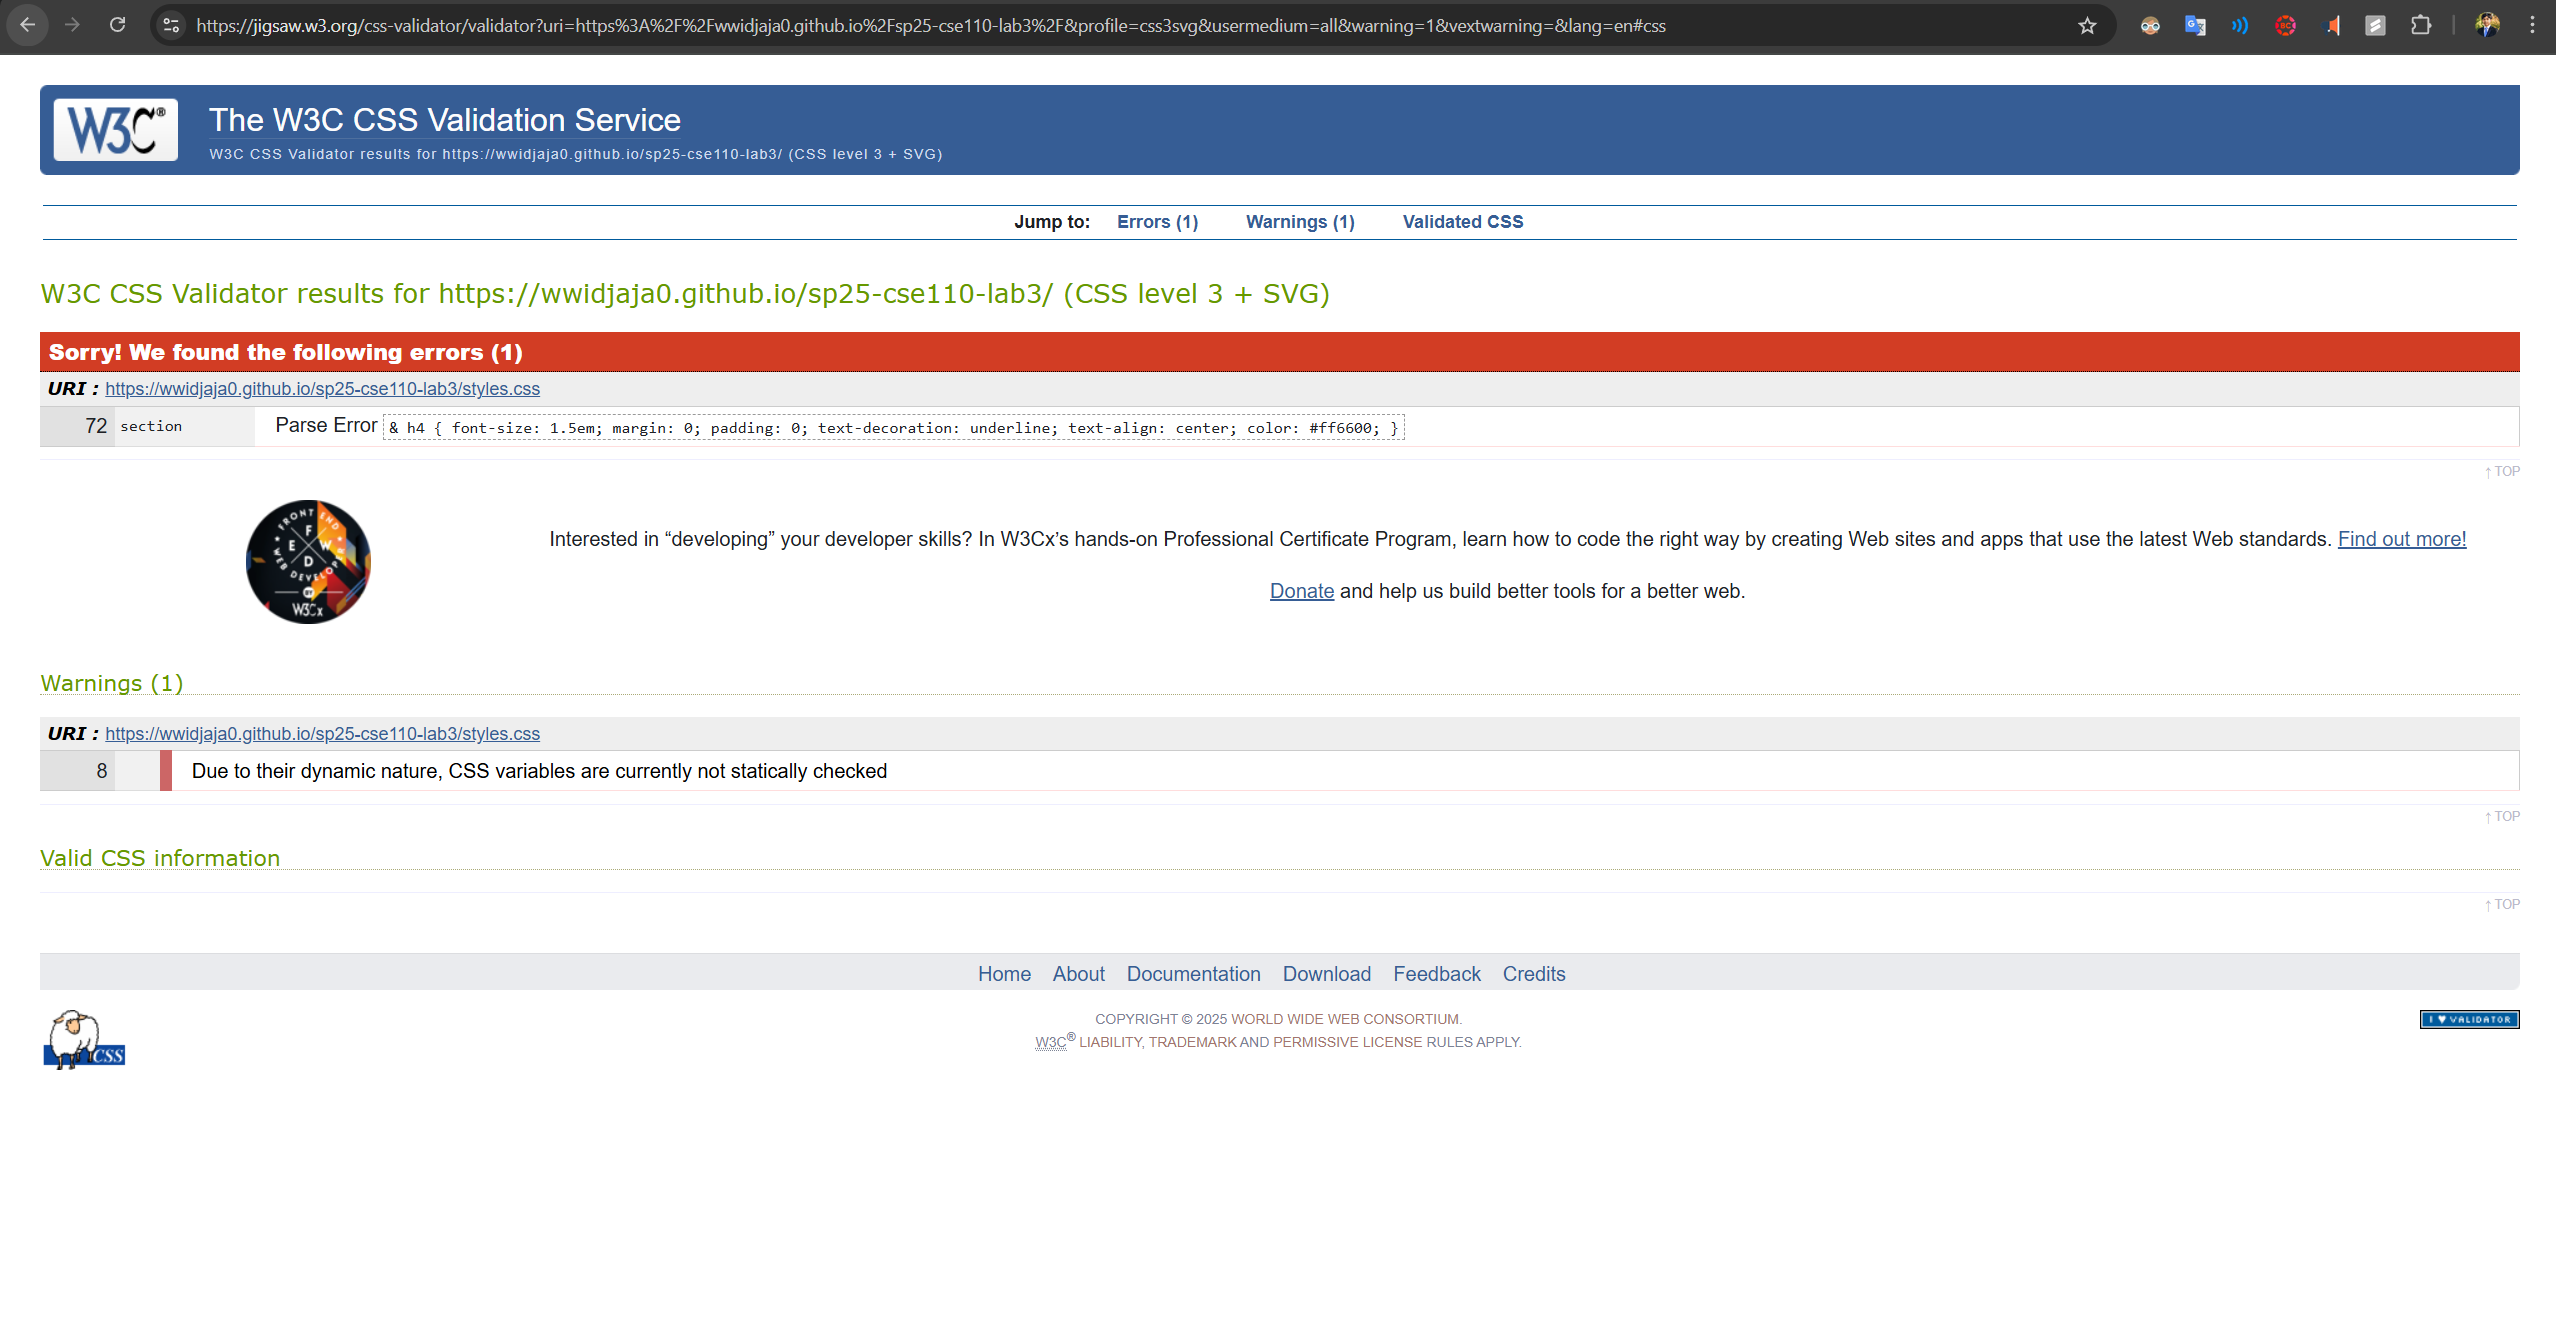 https://jigsaw.w3.org/css-validator/validator?uri=https%3A%2F%2Fwwidjaja0.github.io%2Fsp25-cse110-lab3%2F&profile=css3svg&usermedium=all&warning=1&vextwarning=&lang=en#css
W3C®
The W3C CSS Validation Service
W3C CSS Validator results for https://wwidjaja0.github.io/sp25-cse110-lab3/ (CSS level 3 + SVG)
Jump to: Errors (1) Warnings (1) Validated CSS
W3C CSS Validator results for https://wwidjaja0.github.io/sp25-cse110-lab3/ (CSS level 3 + SVG)
Sorry! We found the following errors (1)
URI : https://wwidjaja0.github.io/sp25-cse110-lab3/styles.css
72 section Parse Error & h4 { font-size: 1.5em; margin: 0; padding: 0; text-decoration: underline; text-align: center; color: #ff6600; }
↑ TOP
FRONT END
F
E W
D
WEB DEVELOPER
BY
W3Cx
Interested in “developing” your developer skills? In W3Cx’s hands-on Professional Certificate Program, learn how to code the right way by creating Web sites and apps that use the latest Web standards. Find out more!
Donate and help us build better tools for a better web.
Warnings (1)
URI : https://wwidjaja0.github.io/sp25-cse110-lab3/styles.css
8 Due to their dynamic nature, CSS variables are currently not statically checked
↑ TOP
Valid CSS information
↑ TOP
Home About Documentation Download Feedback Credits
CSS
COPYRIGHT © 2025 WORLD WIDE WEB CONSORTIUM.
W3C® LIABILITY, TRADEMARK AND PERMISSIVE LICENSE RULES APPLY.
I ♥ VALIDATOR